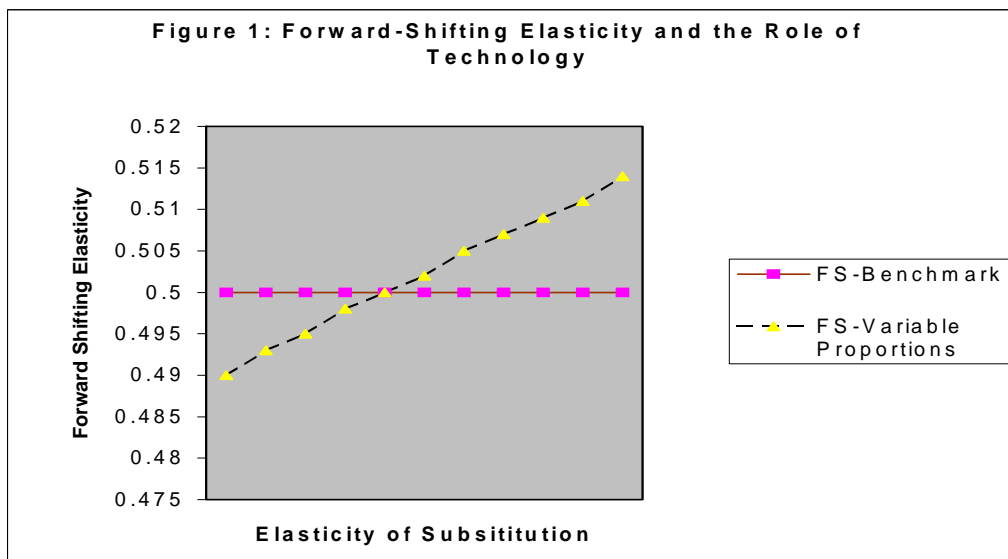 Figure 1: Forward-Shifting Elasticity and the Role of
Technology
0.52
0.515
0.51
0.505
0.5
0.495
0.49
0.485
0.48
0.475
Forward Shifting Elasticity
Elasticity of Subsititution
FS-Benchmark
FS-Variable
Proportions